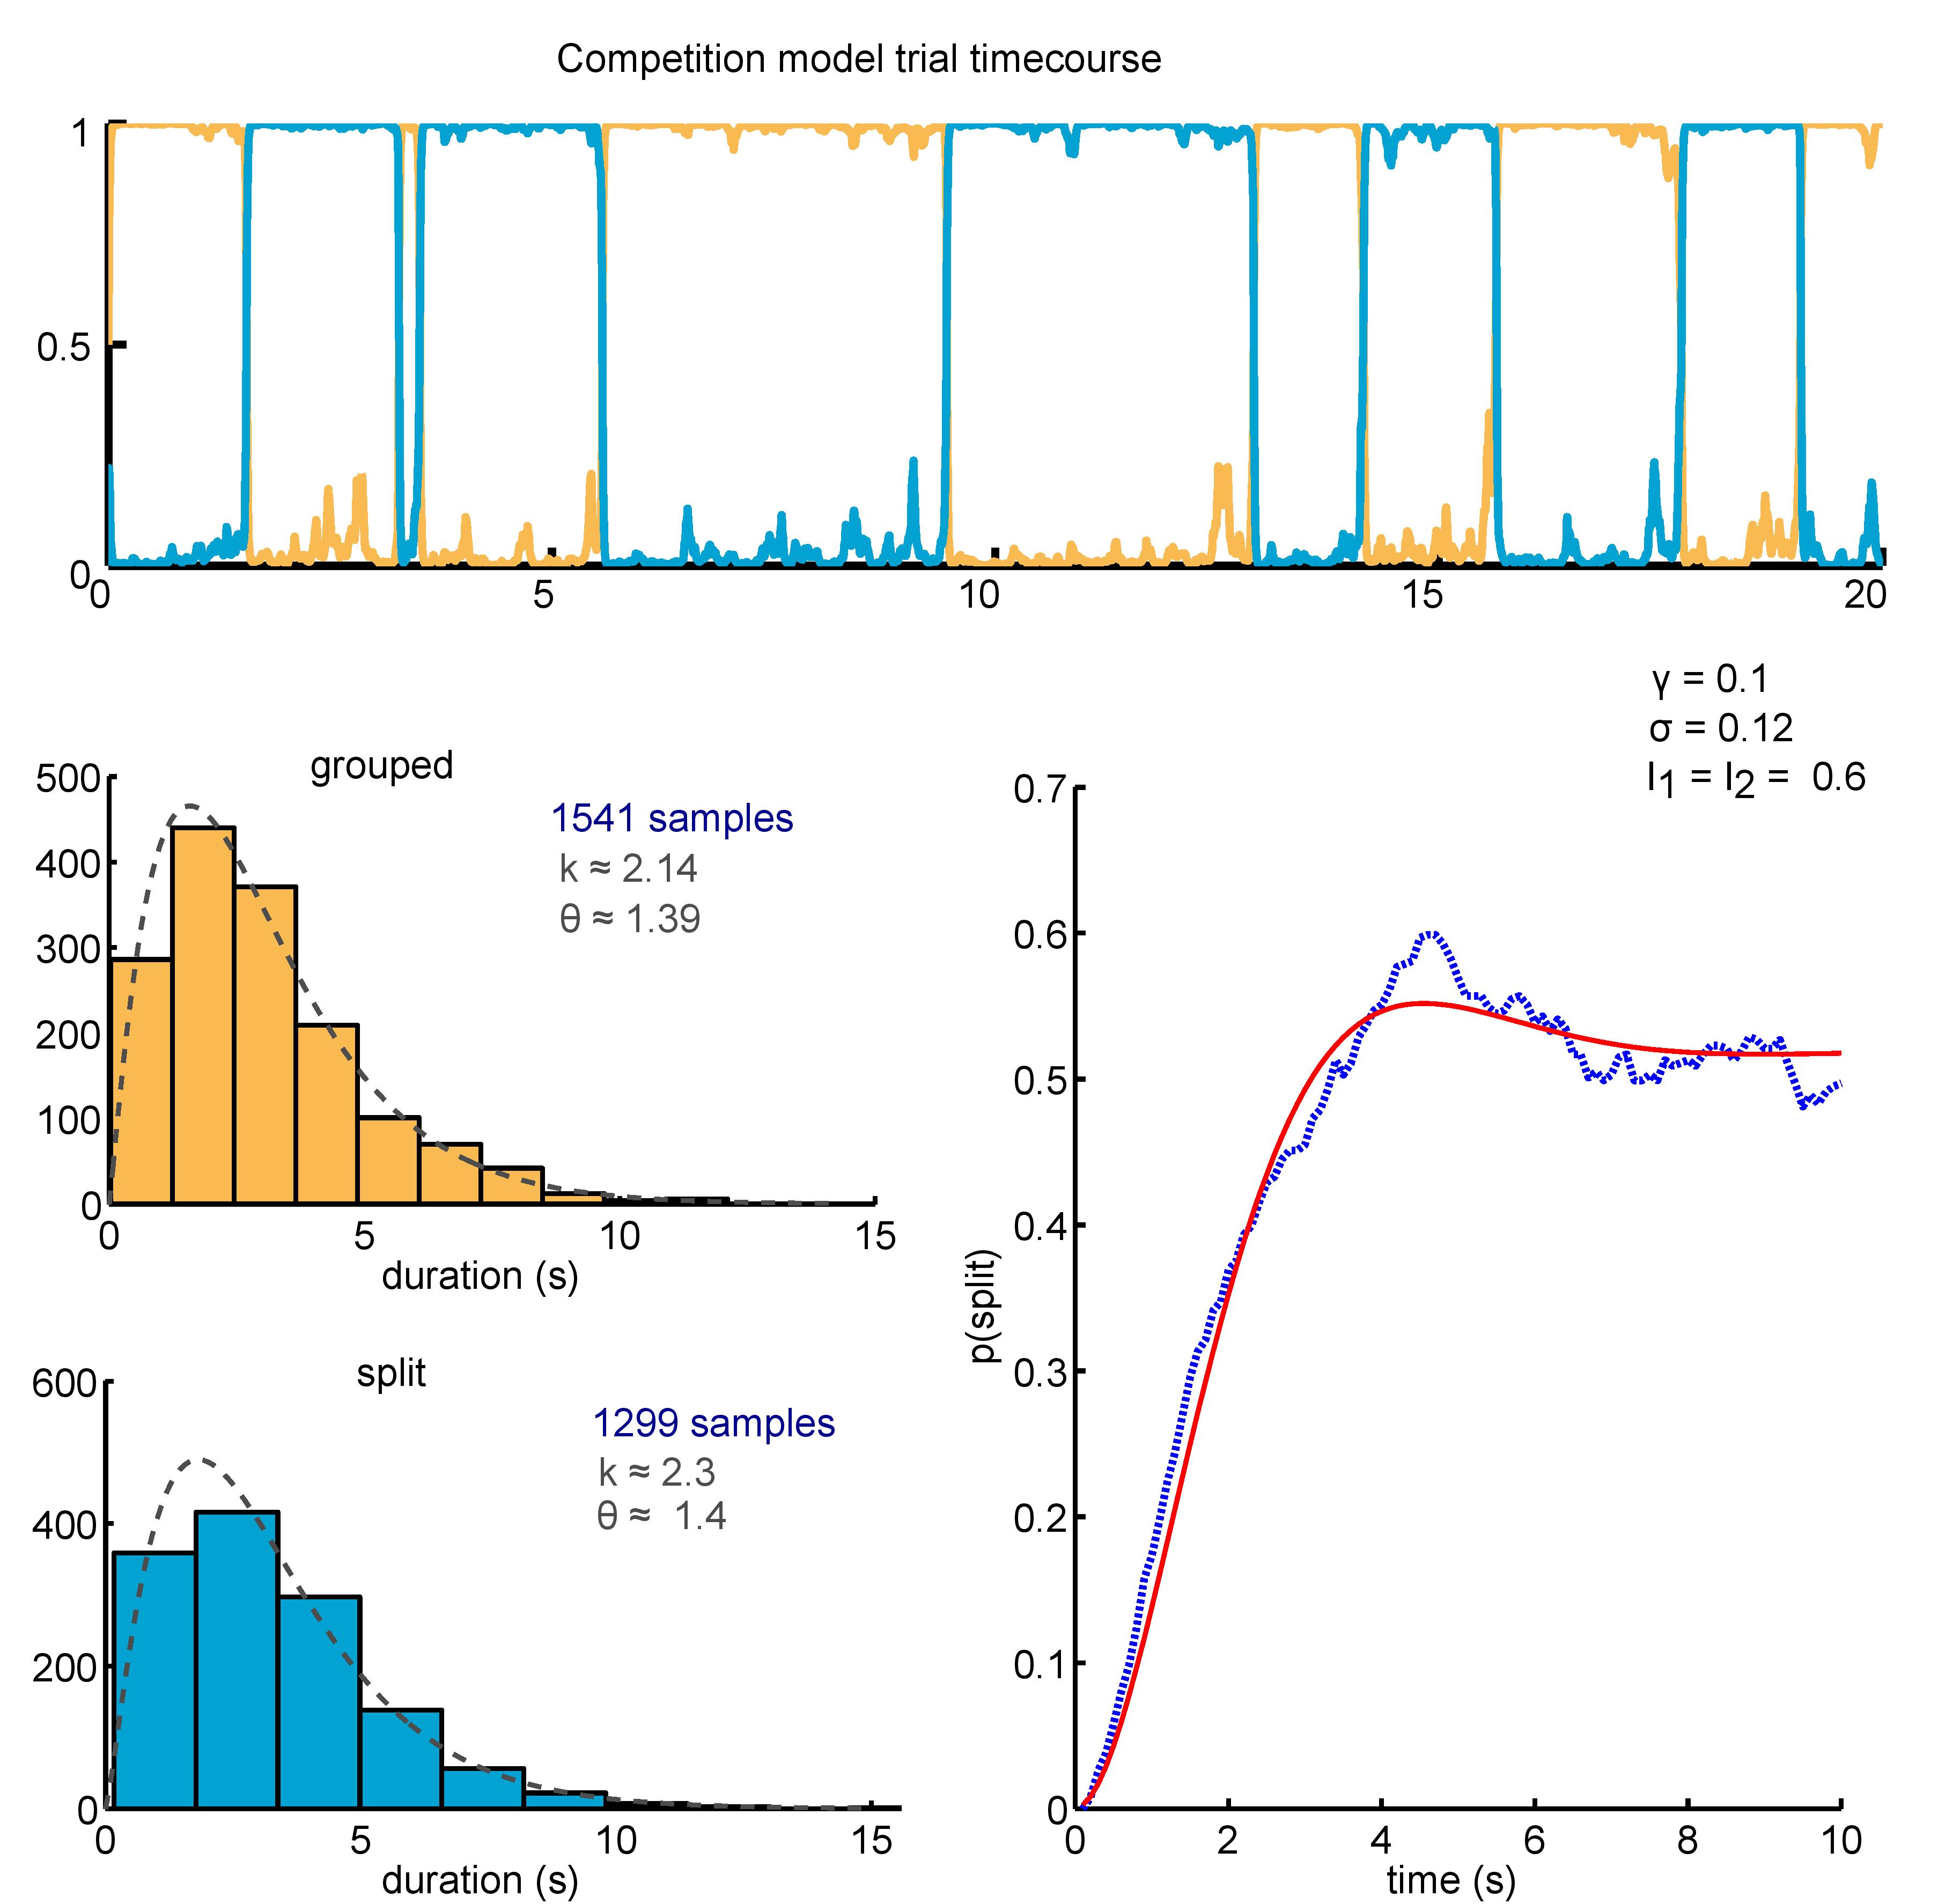 Competition model trial timecourse
1
0.5
0
0 5 10 15 20
γ = 0.1
σ = 0.12
I1 = I2 = 0.6
grouped
1541 samples
k ≈ 2.14
θ ≈ 1.39
500
400
300
200
100
0
0 5 10 15
duration (s)
split
1299 samples
k ≈ 2.3
θ ≈ 1.4
600
400
200
0
0 5 10 15
duration (s)
p(split)
0.7
0.6
0.5
0.4
0.3
0.2
0.1
0
0 2 4 6 8 10
time (s)